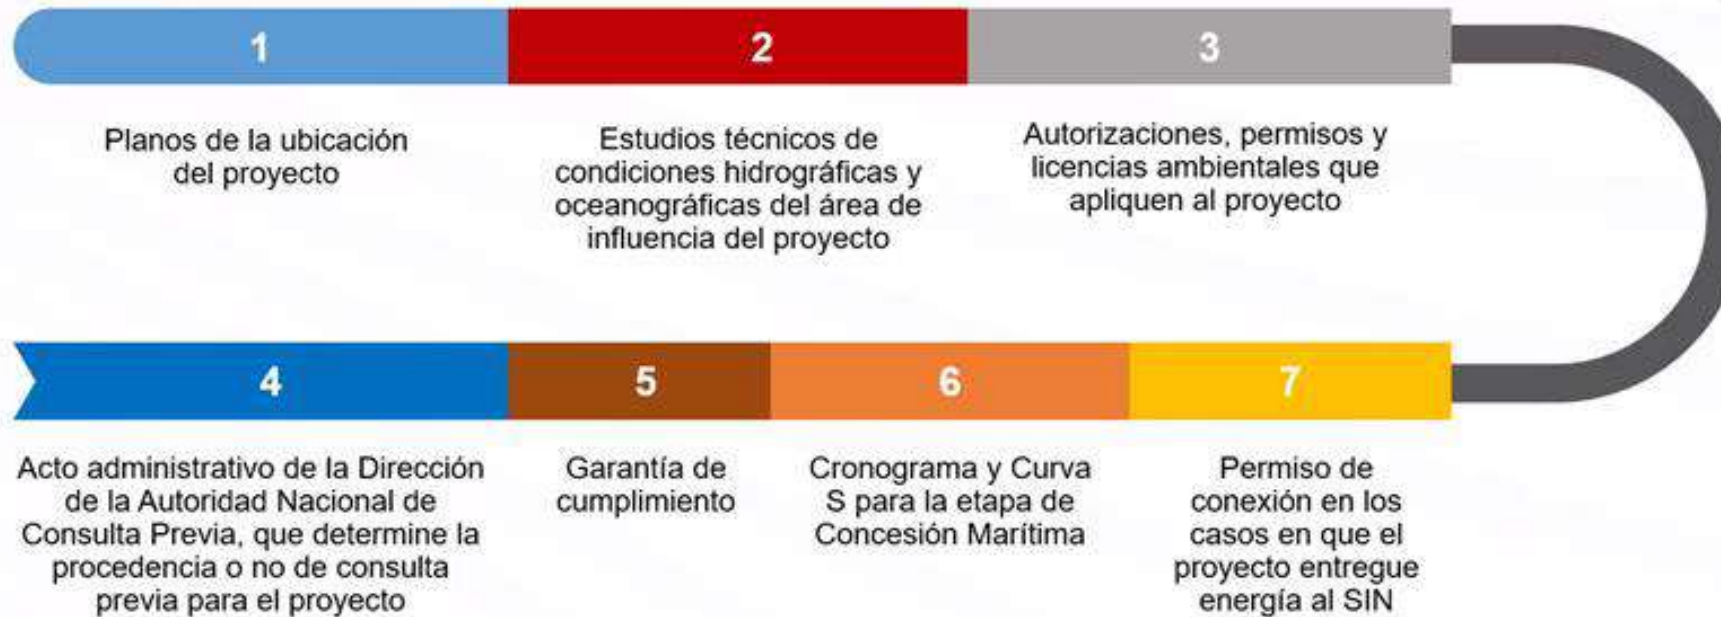 1
Planos de la ubicación
del proyecto
2
Estudios técnicos de
condiciones hidrográficas y
oceanográficas del área de
influencia del proyecto
3
Autorizaciones, permisos y
licencias ambientales que
apliquen al proyecto
4
Acto administrativo de la Dirección
de la Autoridad Nacional de
Consulta Previa, que determine la
procedencia o no de consulta
previa para el proyecto
5
Garantía de
cumplimiento
6
Cronograma y Curva
S para la etapa de
Concesión Marítima
7
Permiso de
conexión en los
casos en que el
proyecto entregue
energía al SIN